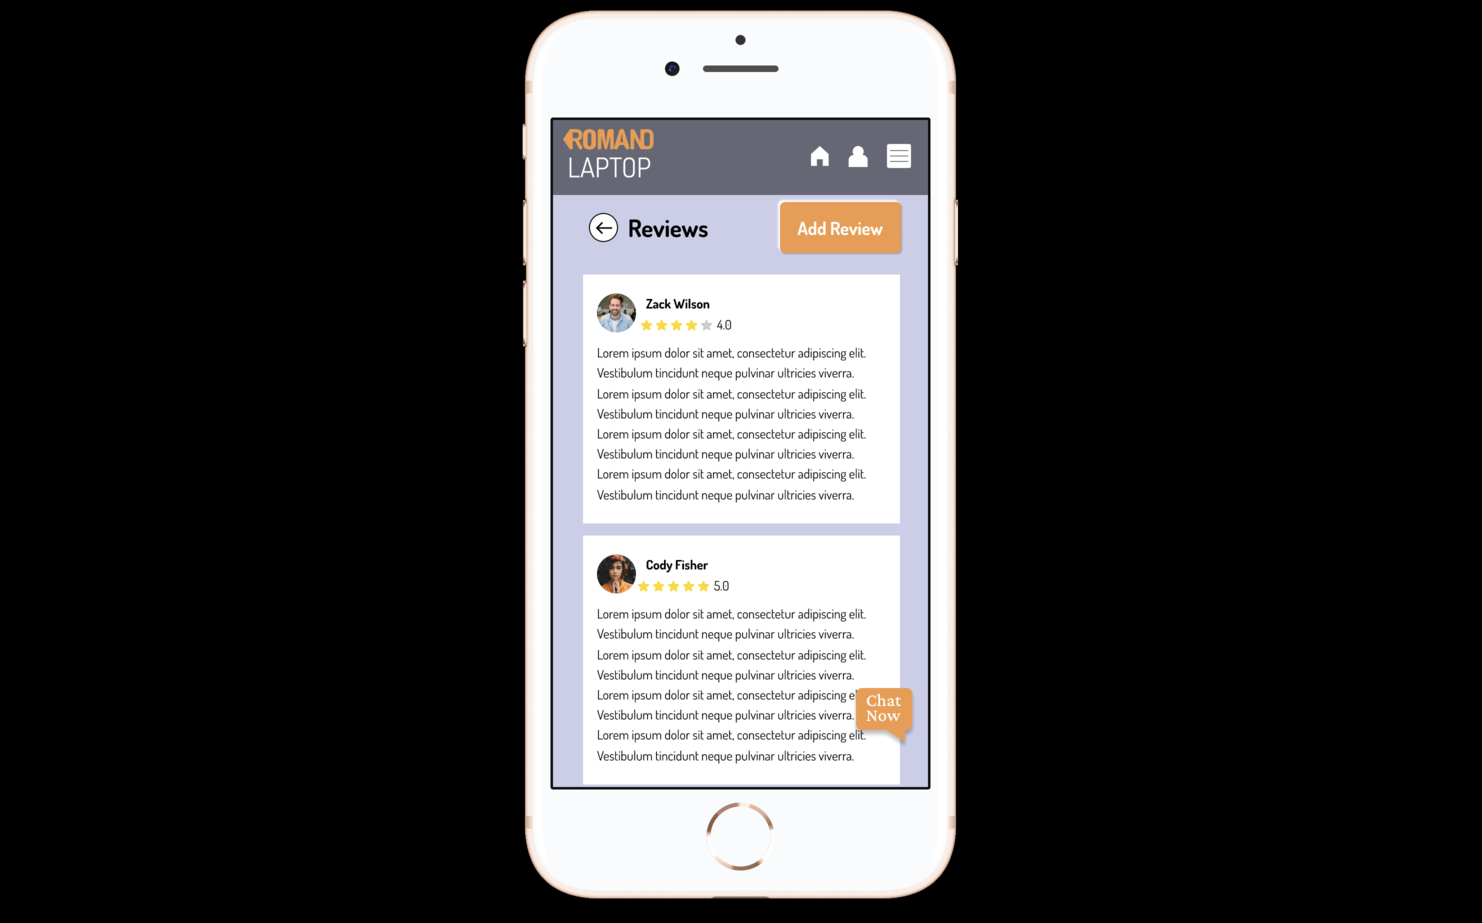 ROMAND
LAPTOP
Reviews
Add Review
Zack Wilson
4.0
Lorem ipsum dolor sit amet, consectetur adipiscing elit.
Vestibulum tincidunt neque pulvinar ultricies viverra.
Lorem ipsum dolor sit amet, consectetur adipiscing elit.
Vestibulum tincidunt neque pulvinar ultricies viverra.
Lorem ipsum dolor sit amet, consectetur adipiscing elit.
Vestibulum tincidunt neque pulvinar ultricies viverra.
Lorem ipsum dolor sit amet, consectetur adipiscing elit.
Vestibulum tincidunt neque pulvinar ultricies viverra.
Cody Fisher
5.0
Lorem ipsum dolor sit amet, consectetur adipiscing elit.
Vestibulum tincidunt neque pulvinar ultricies viverra.
Lorem ipsum dolor sit amet, consectetur adipiscing elit.
Vestibulum tincidunt neque pulvinar ultricies viverra.
Lorem ipsum dolor sit amet, consectetur adipiscing
Vestibulum tincidunt neque pulvinar ultricies viverra.
Lorem ipsum dolor sit amet, consectetur adipiscing elit.
Vestibulum tincidunt neque pulvinar ultricies viverra.
Chat
Now